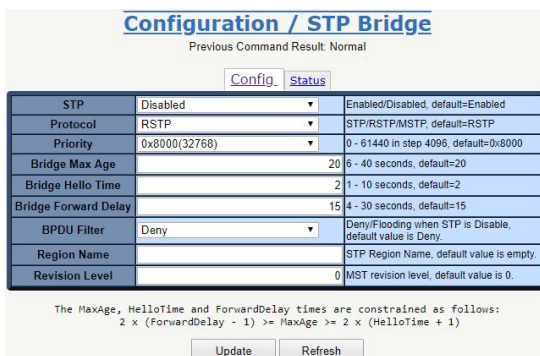 Configuration / STP Bridge
Previous Command Result: Normal
Config Status
STP Disabled Enabled/Disabled, default=Enabled
Protocol RSTP STP/RSTP/MSTP, default=RSTP
Priority 0x8000(32768) 0 - 61440 in step 4096, default=0x8000
Bridge Max Age 20 6 - 40 seconds, default=20
Bridge Hello Time 2 1 - 10 seconds, default=2
Bridge Forward Delay 15 4 - 30 seconds, default=15
BPDU Filter Deny Deny/Flooding when STP is Disable,
default value is Deny.
Region Name STP Region Name, default value is empty.
Revision Level 0 MST revision level, default value is 0.
The MaxAge, HelloTime and ForwardDelay times are constrained as follows:
2 x (ForwardDelay - 1) >= MaxAge >= 2 x (HelloTime + 1)
Update Refresh